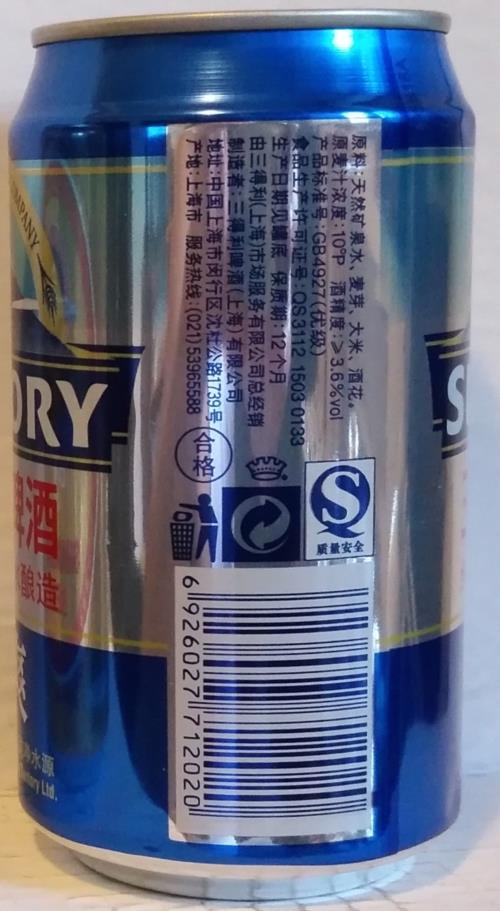 原料:天然矿泉水、麦芽、大米、酒花。
原麦汁浓度:10°P 酒精度:≥3.6%vol
产品标准号:GB4927(优级)
食品生产许可证号:QS3112 1503 0133
生产日期见罐底 保质期:12个月
由三得利(上海)市场服务有限公司总经销
制造者:三得利啤酒(上海)有限公司
地址:中国上海市闵行区沈杜公路1739号
产地:上海市 服务热线:(021)53965588
合格
S
质量安全
6 926027 712020
COMPANY
DRY
啤酒
酿造
水源
Ltd.
S